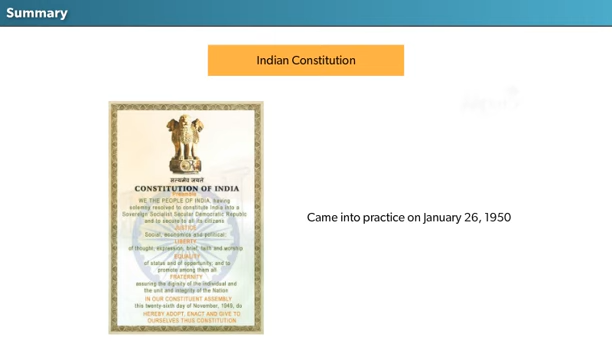 Summary
Indian Constitution
सत्यमेव जयते
CONSTITUTION OF INDIA
Preamble
WE THE PEOPLE OF INDIA, having
solemnly resolved to constitute India into a
Sovereign Socialist Secular Democratic Republic
and to secure to all its citizens
JUSTICE
Social, economics and political:
LIBERTY
of thought, expression, brief, faith and worship
EQUALITY
of status and of opportunity; and to
promote among them all
FRATERNITY
assuring the dignity of the individual and
the unit and integrity of the Nation
IN OUR CONSTITUENT ASSEMBLY
this twenty-sixth day of November, 1949, do
HEREBY ADOPT, ENACT AND GIVE TO
OURSELVES THUS CONSTITUTION.
Came into practice on January 26, 1950